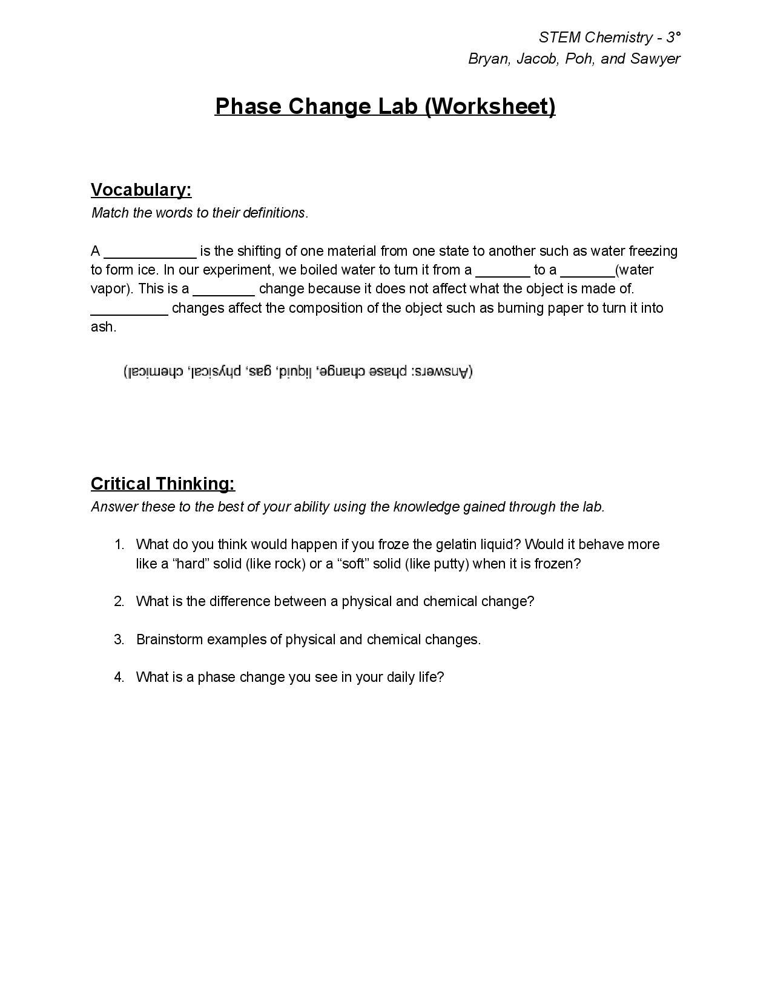 STEM Chemistry - 3°
Bryan, Jacob, Poh, and Sawyer
Phase Change Lab (Worksheet)
Vocabulary:
Match the words to their definitions.
A ____________ is the shifting of one material from one state to another such as water freezing
to form ice. In our experiment, we boiled water to turn it from a _______ to a _______(water
vapor). This is a ________ change because it does not affect what the object is made of.
__________ changes affect the composition of the object such as burning paper to turn it into
ash.
(Answers: phase change, liquid, gas, physical, chemical)
Critical Thinking:
Answer these to the best of your ability using the knowledge gained through the lab.
1. What do you think would happen if you froze the gelatin liquid? Would it behave more
like a “hard” solid (like rock) or a “soft” solid (like putty) when it is frozen?
2. What is the difference between a physical and chemical change?
3. Brainstorm examples of physical and chemical changes.
4. What is a phase change you see in your daily life?